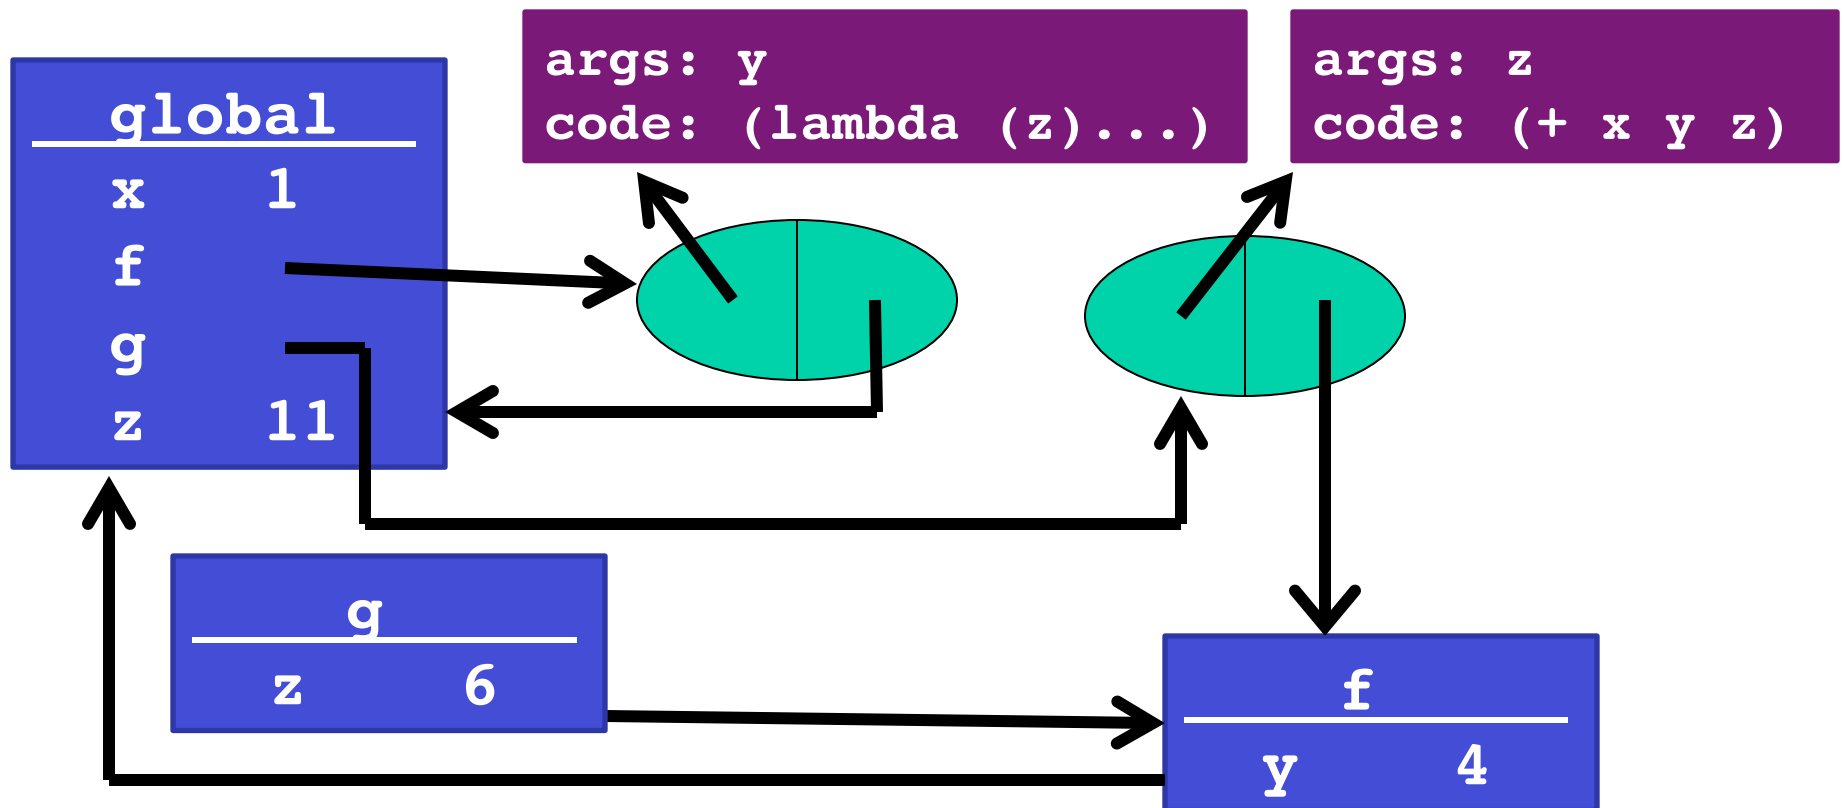 global
x 1
f
g
z 11
args: y
code: (lambda (z)...)
args: z
code: (+ x y z)
g
z 6
f
y 4